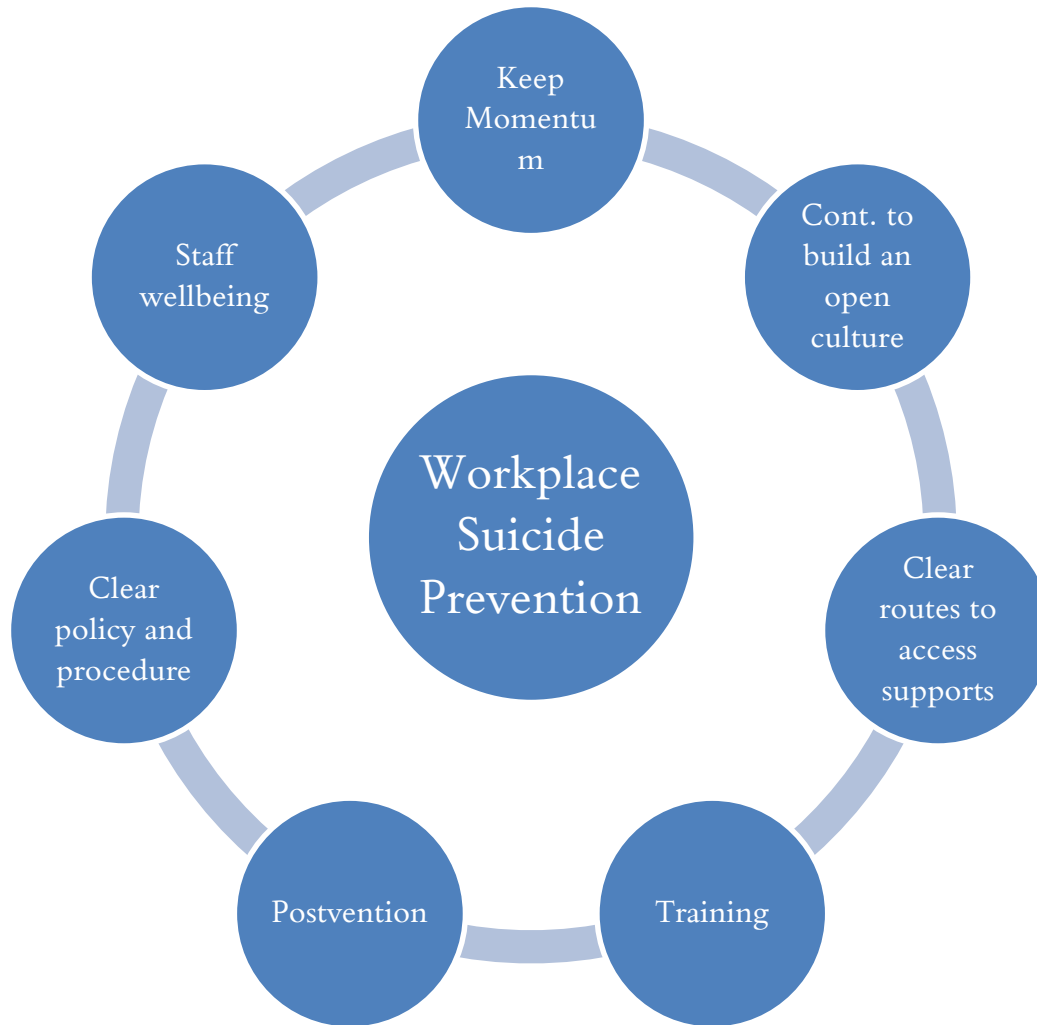 Keep
Momentu
m
Cont. to
build an
open
culture
Clear
routes to
access
supports
Training
Postvention
Clear
policy and
procedure
Staff
wellbeing
Workplace
Suicide
Prevention